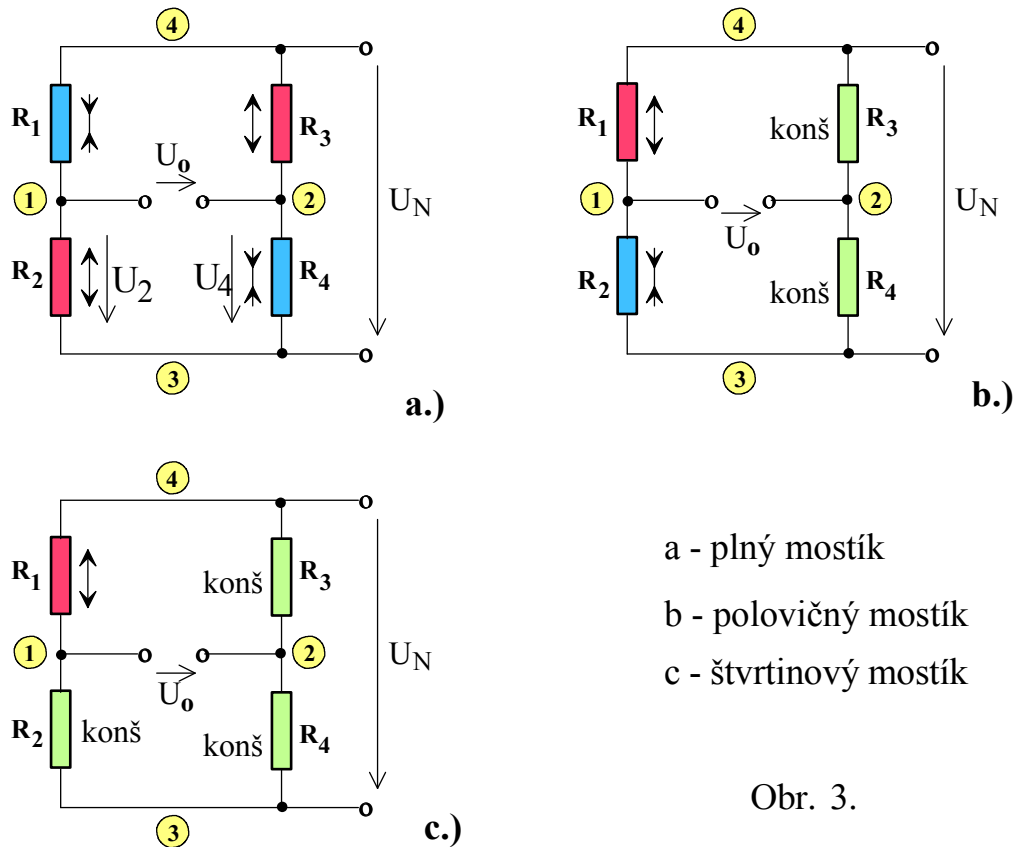 4
R1
R3
Uo
1
2
UN
R2
U2
U4
R4
3
a.)
4
R1
konš
R3
1
2
Uo
UN
R2
konš
R4
3
b.)
4
R1
konš
R3
1
2
Uo
UN
R2
konš
konš
R4
3
c.)
a - plný mostík
b - polovičný mostík
c - štvrtinový mostík
Obr. 3.